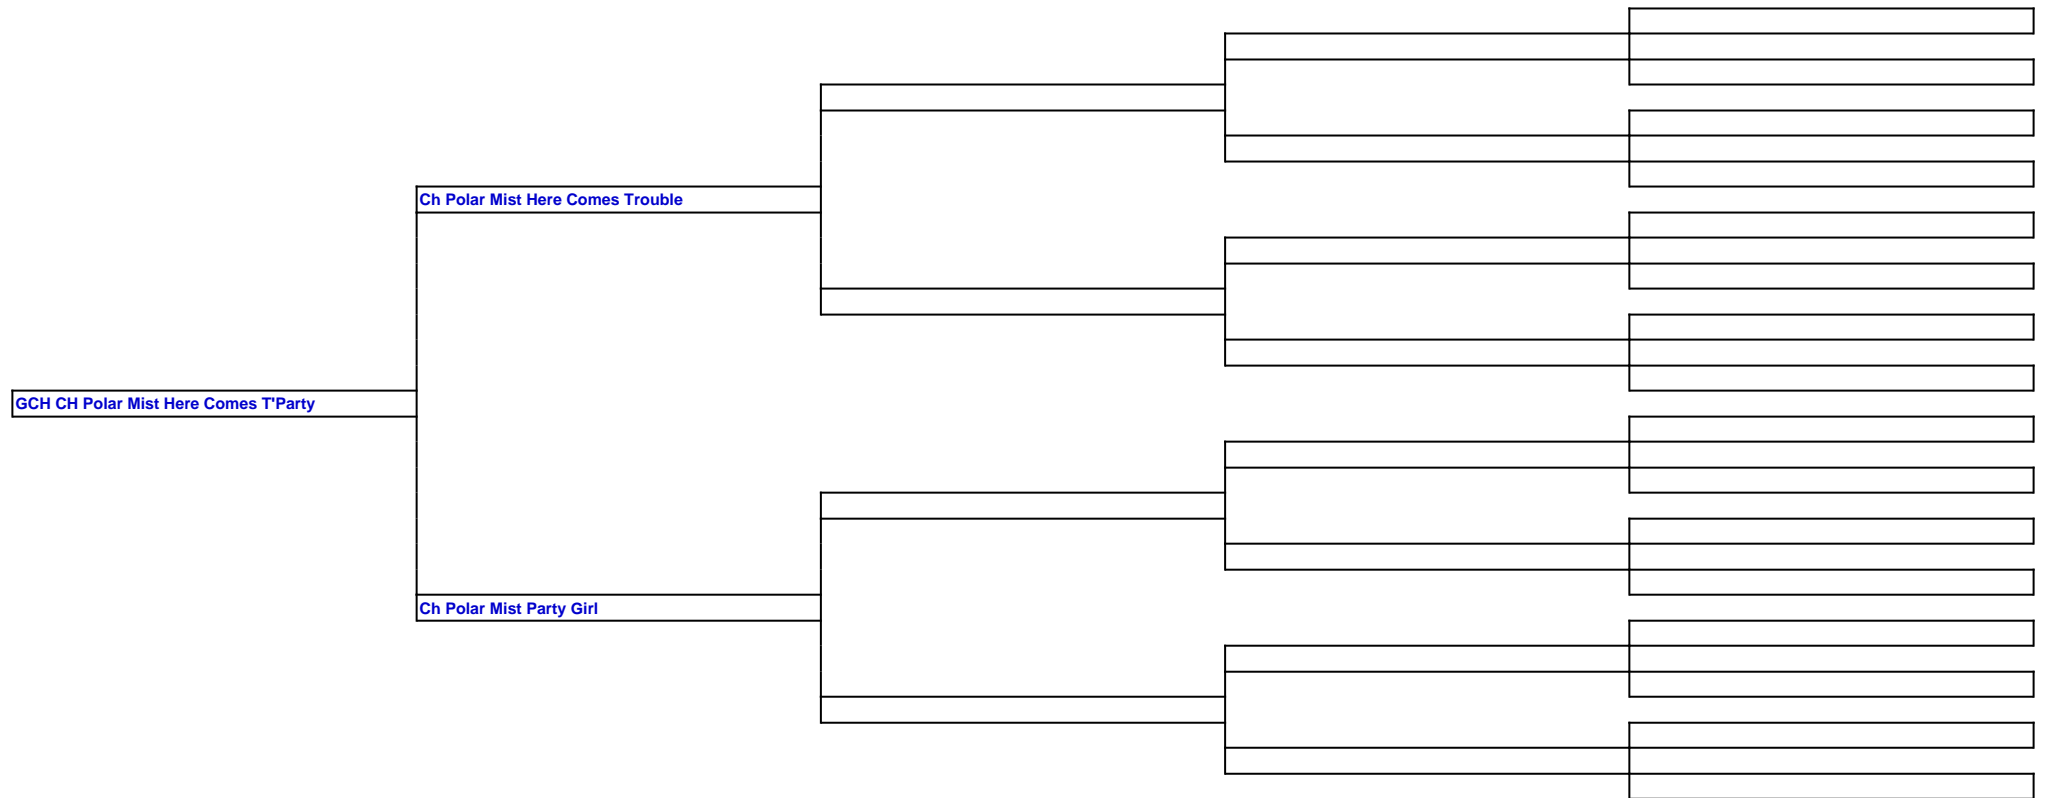 Ch Polar Mist Here Comes Trouble
GCH CH Polar Mist Here Comes T'Party
Ch Polar Mist Party Girl